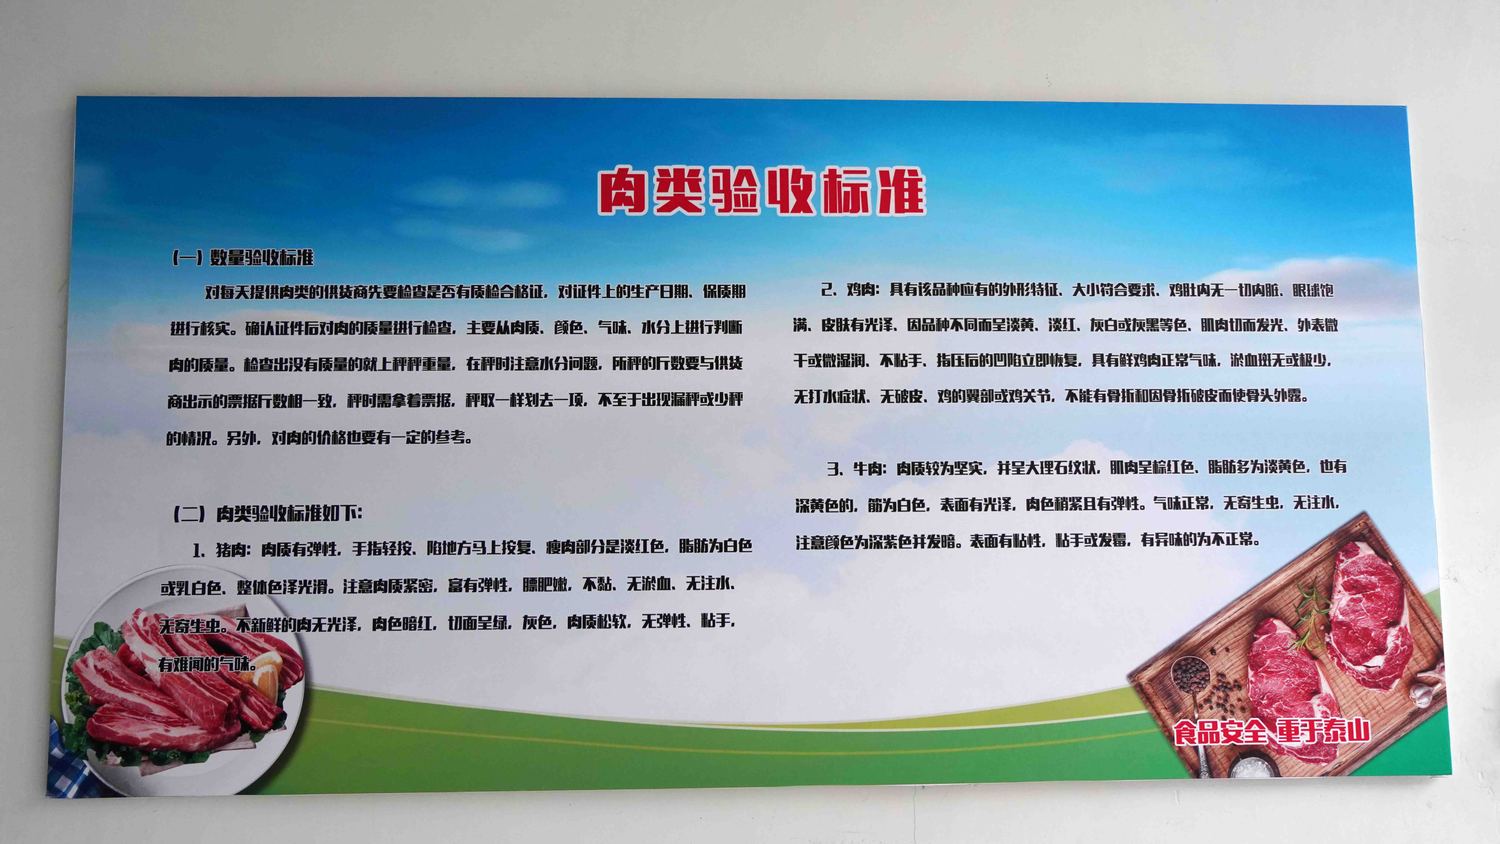 肉类验收标准
(一) 数量验收标准
对每天提供肉类的供货商先要检查是否有质检合格证，对证件上的生产日期、保质期
进行核实。确认证件后对肉的质量进行检查，主要从肉质、颜色、气味、水分上进行判断
肉的质量。检查出没有质量的就上秤秤重量，在秤时注意水分问题，所秤的斤数要与供货
商出示的票据斤数相一致，秤时需拿着票据，秤取一样划去一项，不至于出现漏秤或少秤
的情况。另外，对肉的价格也要有一定的参考。
(二) 肉类验收标准如下：
1、猪肉：肉质有弹性，手指轻按、陷地方马上按复、瘦肉部分是淡红色，脂肪为白色
或乳白色、整体色泽光滑。注意肉质紧密，富有弹性，膘肥嫩，不黏、无淤血、无注水、
无寄生虫。不新鲜的肉无光泽，肉色暗红，切面呈绿，灰色，肉质松软，无弹性、粘手，
有难闻的气味。
2、鸡肉：具有该品种应有的外形特征、大小符合要求、鸡肚内无一切内脏、眼球饱
满、皮肤有光泽、因品种不同而呈淡黄、淡红、灰白或灰黑等色、肌肉切而发光、外表微
干或微湿润、不粘手、指压后的凹陷立即恢复，具有鲜鸡肉正常气味，淤血斑无或极少，
无打水症状、无破皮、鸡的翼部或鸡关节，不能有骨折和因骨折破皮而使骨头外露。
3、牛肉：肉质较为坚实，并呈大理石纹状，肌肉呈棕红色、脂肪多为淡黄色，也有
深黄色的，筋为白色，表面有光泽，肉色稍紧且有弹性。气味正常，无寄生虫，无注水，
注意颜色为深紫色并发暗。表面有粘性，粘手或发霉，有异味的为不正常。
食品安全 重于泰山